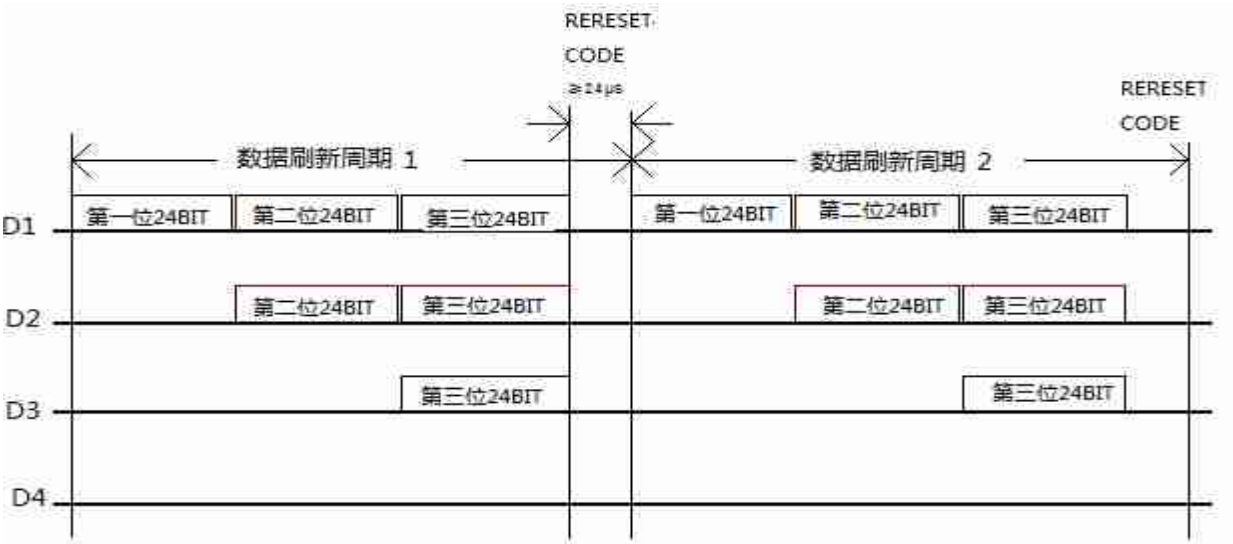 RERESET
CODE
≥24μs
RERESET
CODE
数据刷新周期 1
数据刷新周期 2
D1 第一位24BIT 第二位24BIT 第三位24BIT 第一位24BIT 第二位24BIT 第三位24BIT
D2 第二位24BIT 第三位24BIT 第二位24BIT 第三位24BIT
D3 第三位24BIT 第三位24BIT
D4